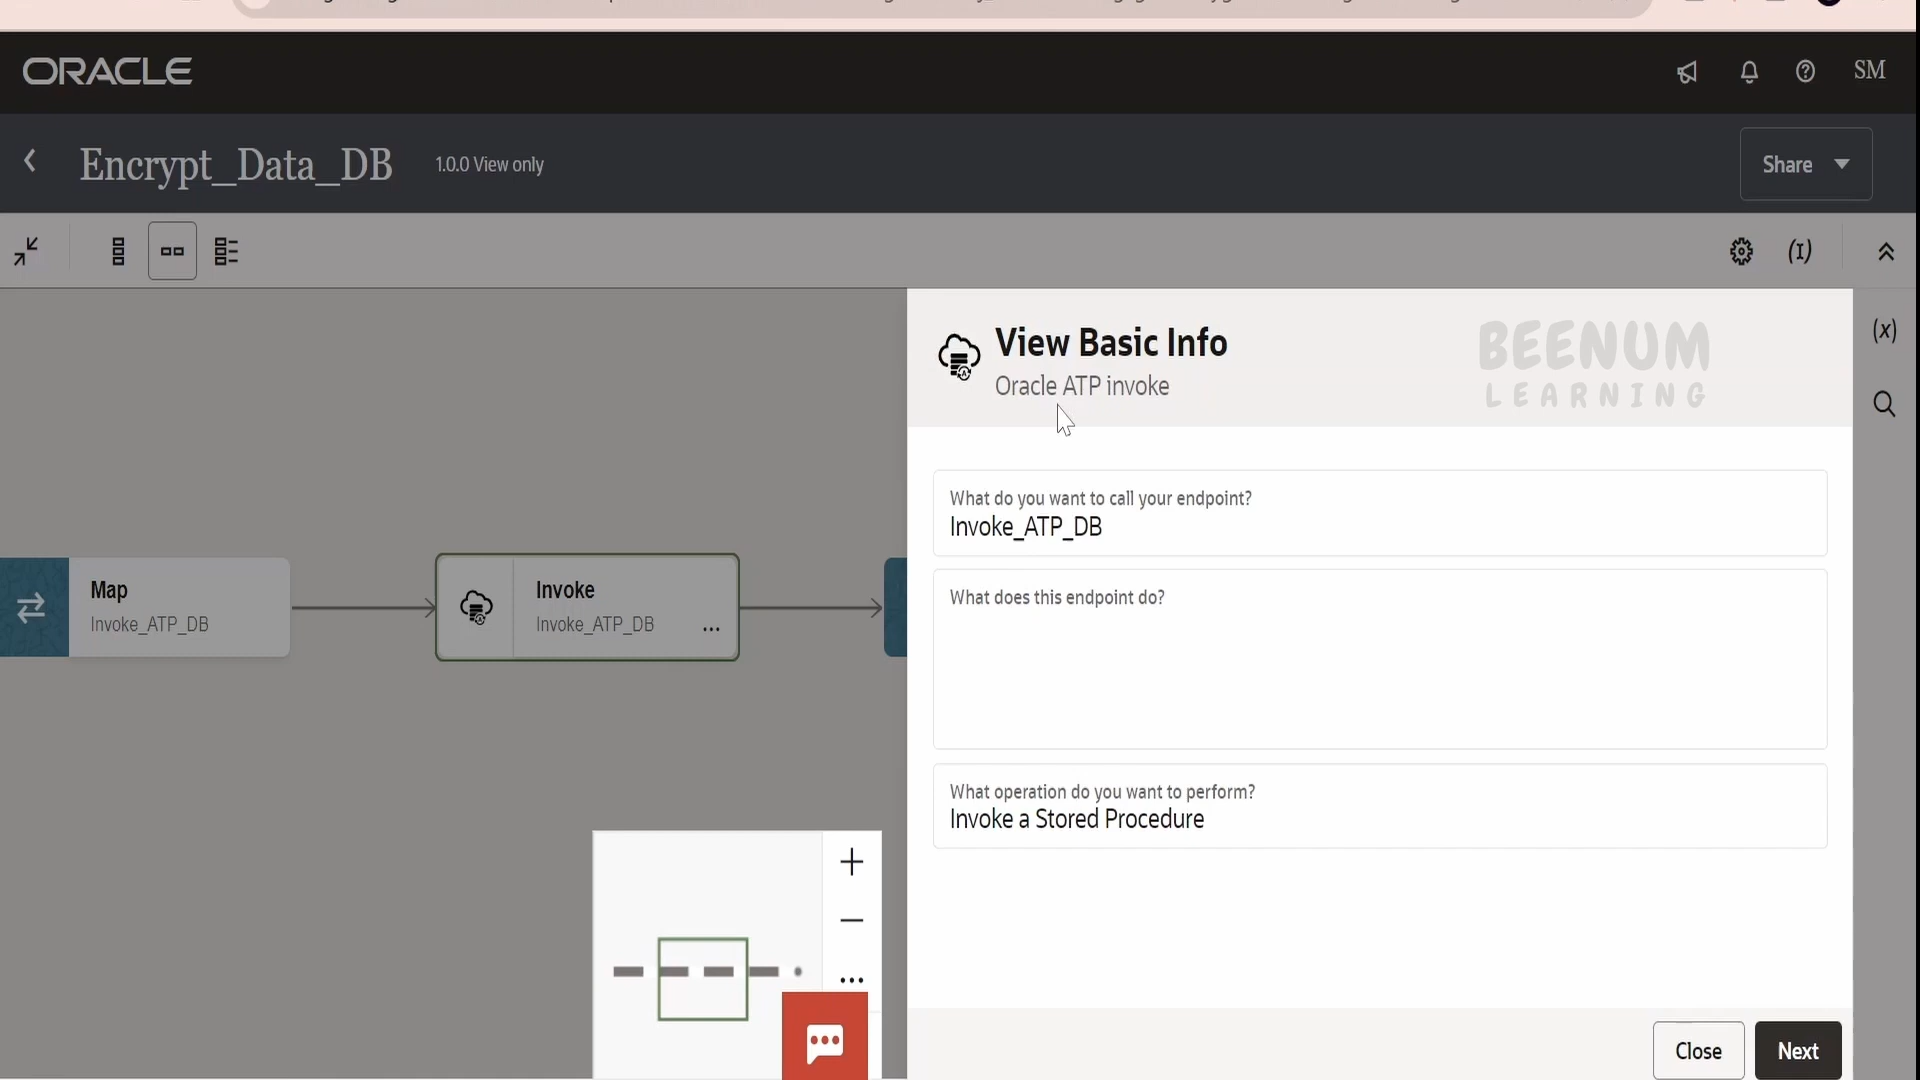 ORACLE
SM
Encrypt_Data_DB
1.0.0 View only
Share
(I)
View Basic Info
Oracle ATP invoke
BEENUM
LEARNING
(x)
What do you want to call your endpoint?
Invoke_ATP_DB
What does this endpoint do?
Map
Invoke_ATP_DB
Invoke
Invoke_ATP_DB
...
What operation do you want to perform?
Invoke a Stored Procedure
Close
Next